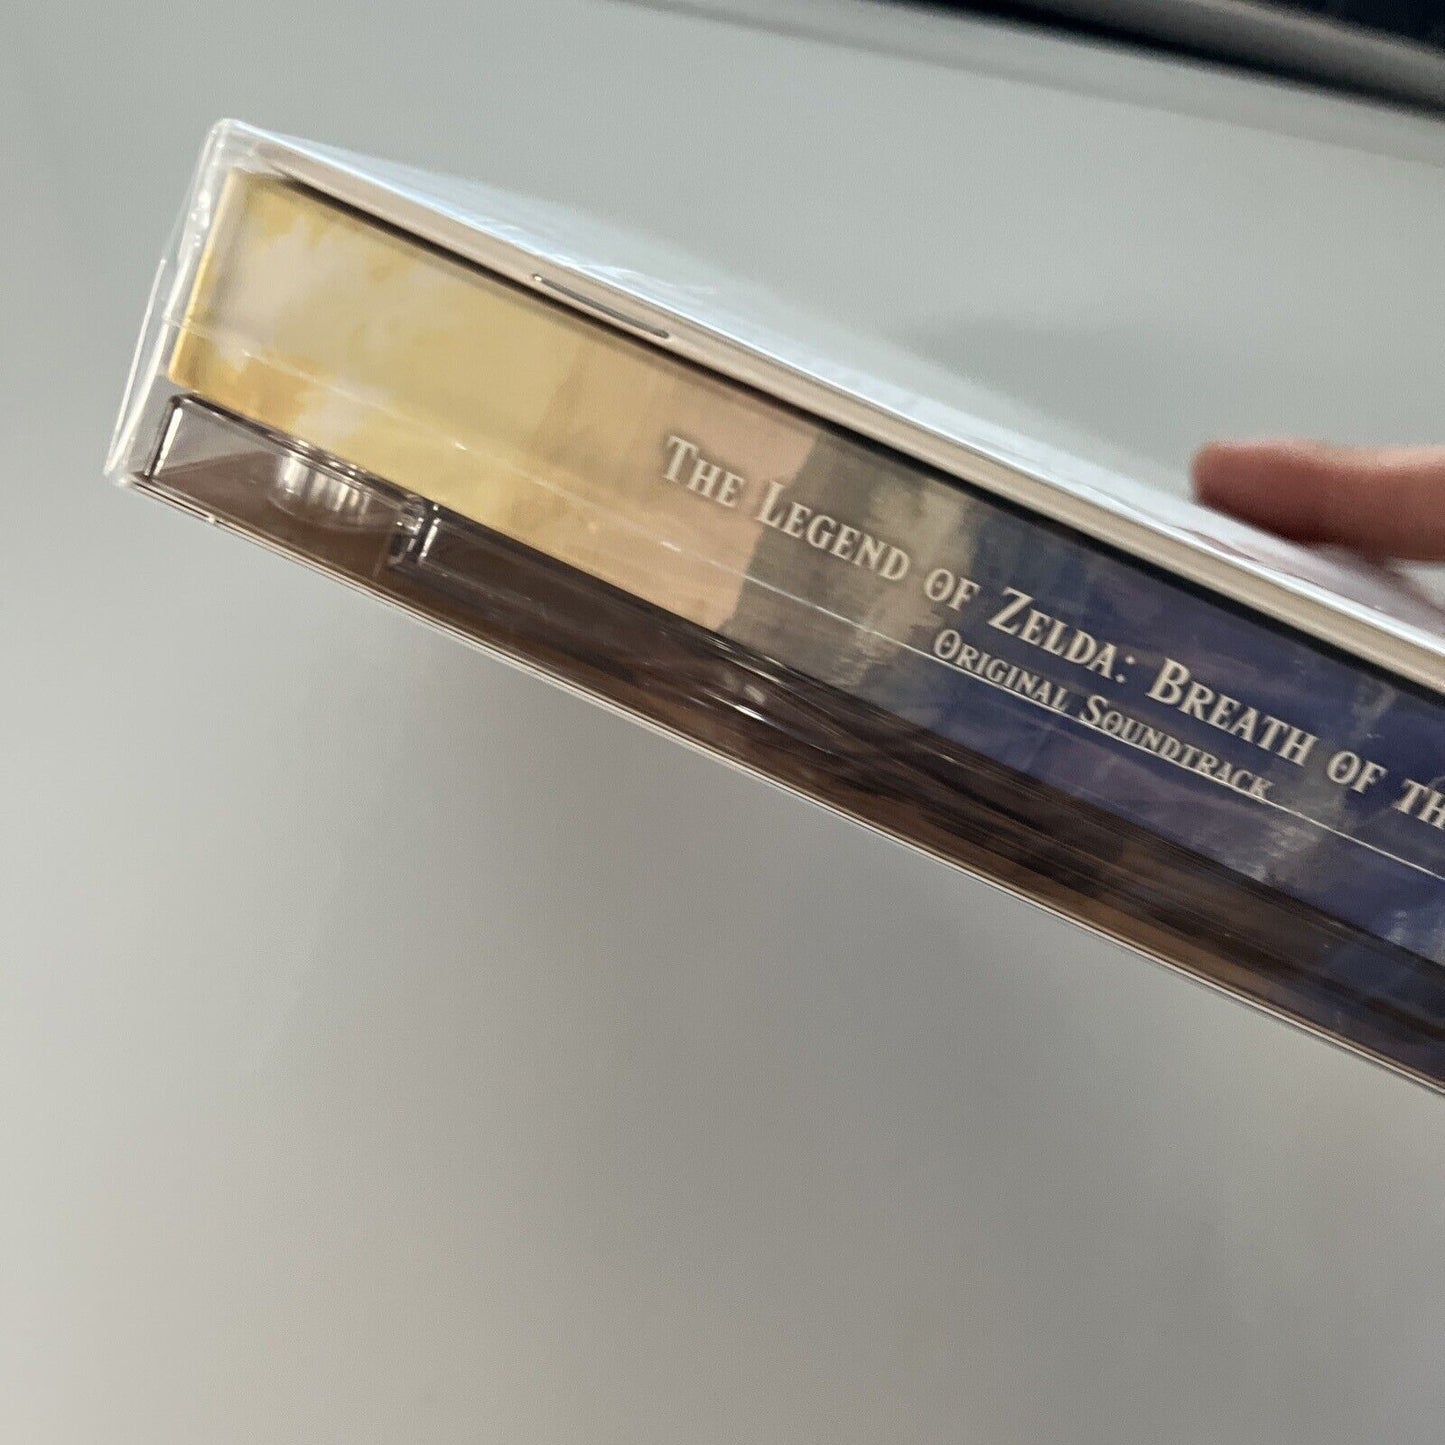 The Legend of Zelda: Breath of th
Original Soundtrack